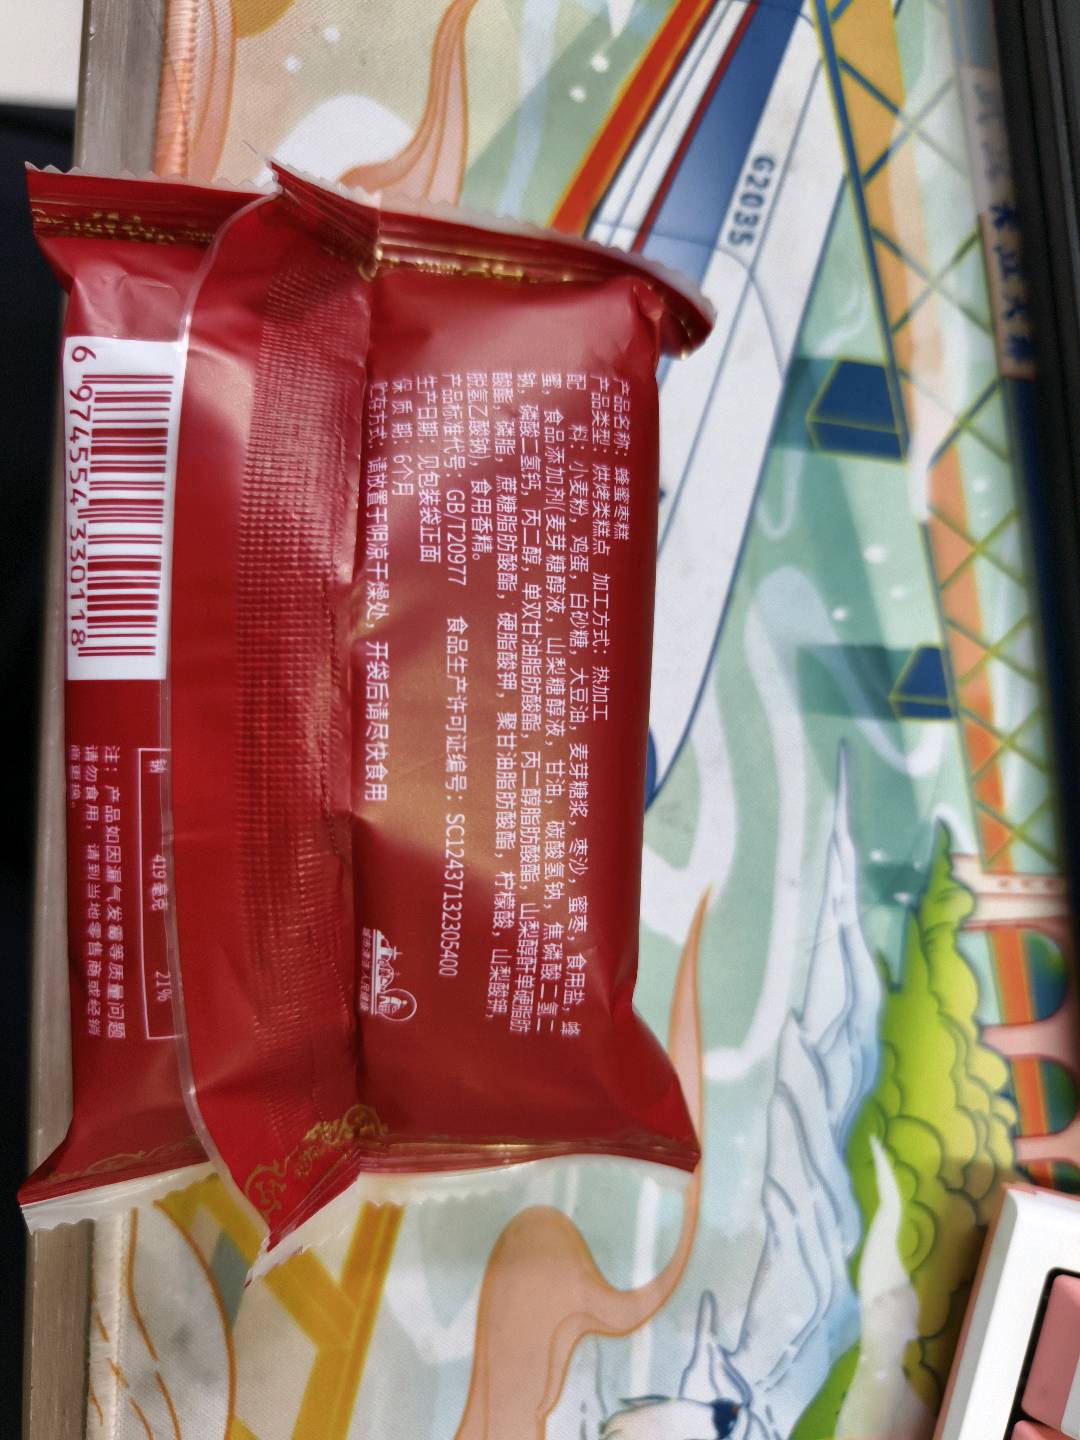 产品名称：蜂蜜枣糕
产品类型：烘烤类糕点 加工方式：热加工
配 料：小麦粉，鸡蛋，白砂糖，大豆油，麦芽糖浆，枣沙，蜜枣，食用盐，蜂
蜜，食品添加剂(麦芽糖醇液，山梨糖醇液，甘油，碳酸氢钠，焦磷酸二氢二
钠，磷酸二氢钙，丙二醇，单双甘油脂肪酸酯，丙二醇脂肪酸酯，山梨醇酐单硬脂肪
酸酯，磷脂，蔗糖脂肪酸酯，硬脂酸钾，聚甘油脂肪酸酯，柠檬酸，山梨酸钾，
脱氢乙酸钠)，食用香精。
产品标准代号：GB/T20977 食品生产许可证编号：SC12437132305400
生产日期：见包装袋正面
保 质 期：6个月
贮存方式：请放置于阴凉干燥处，开袋后请尽快食用
钠 419毫克 21%
注：产品如因漏气发霉等质量问题
请勿食用，请到当地零售商或经销
商更换。
6 974554 330118
G2035